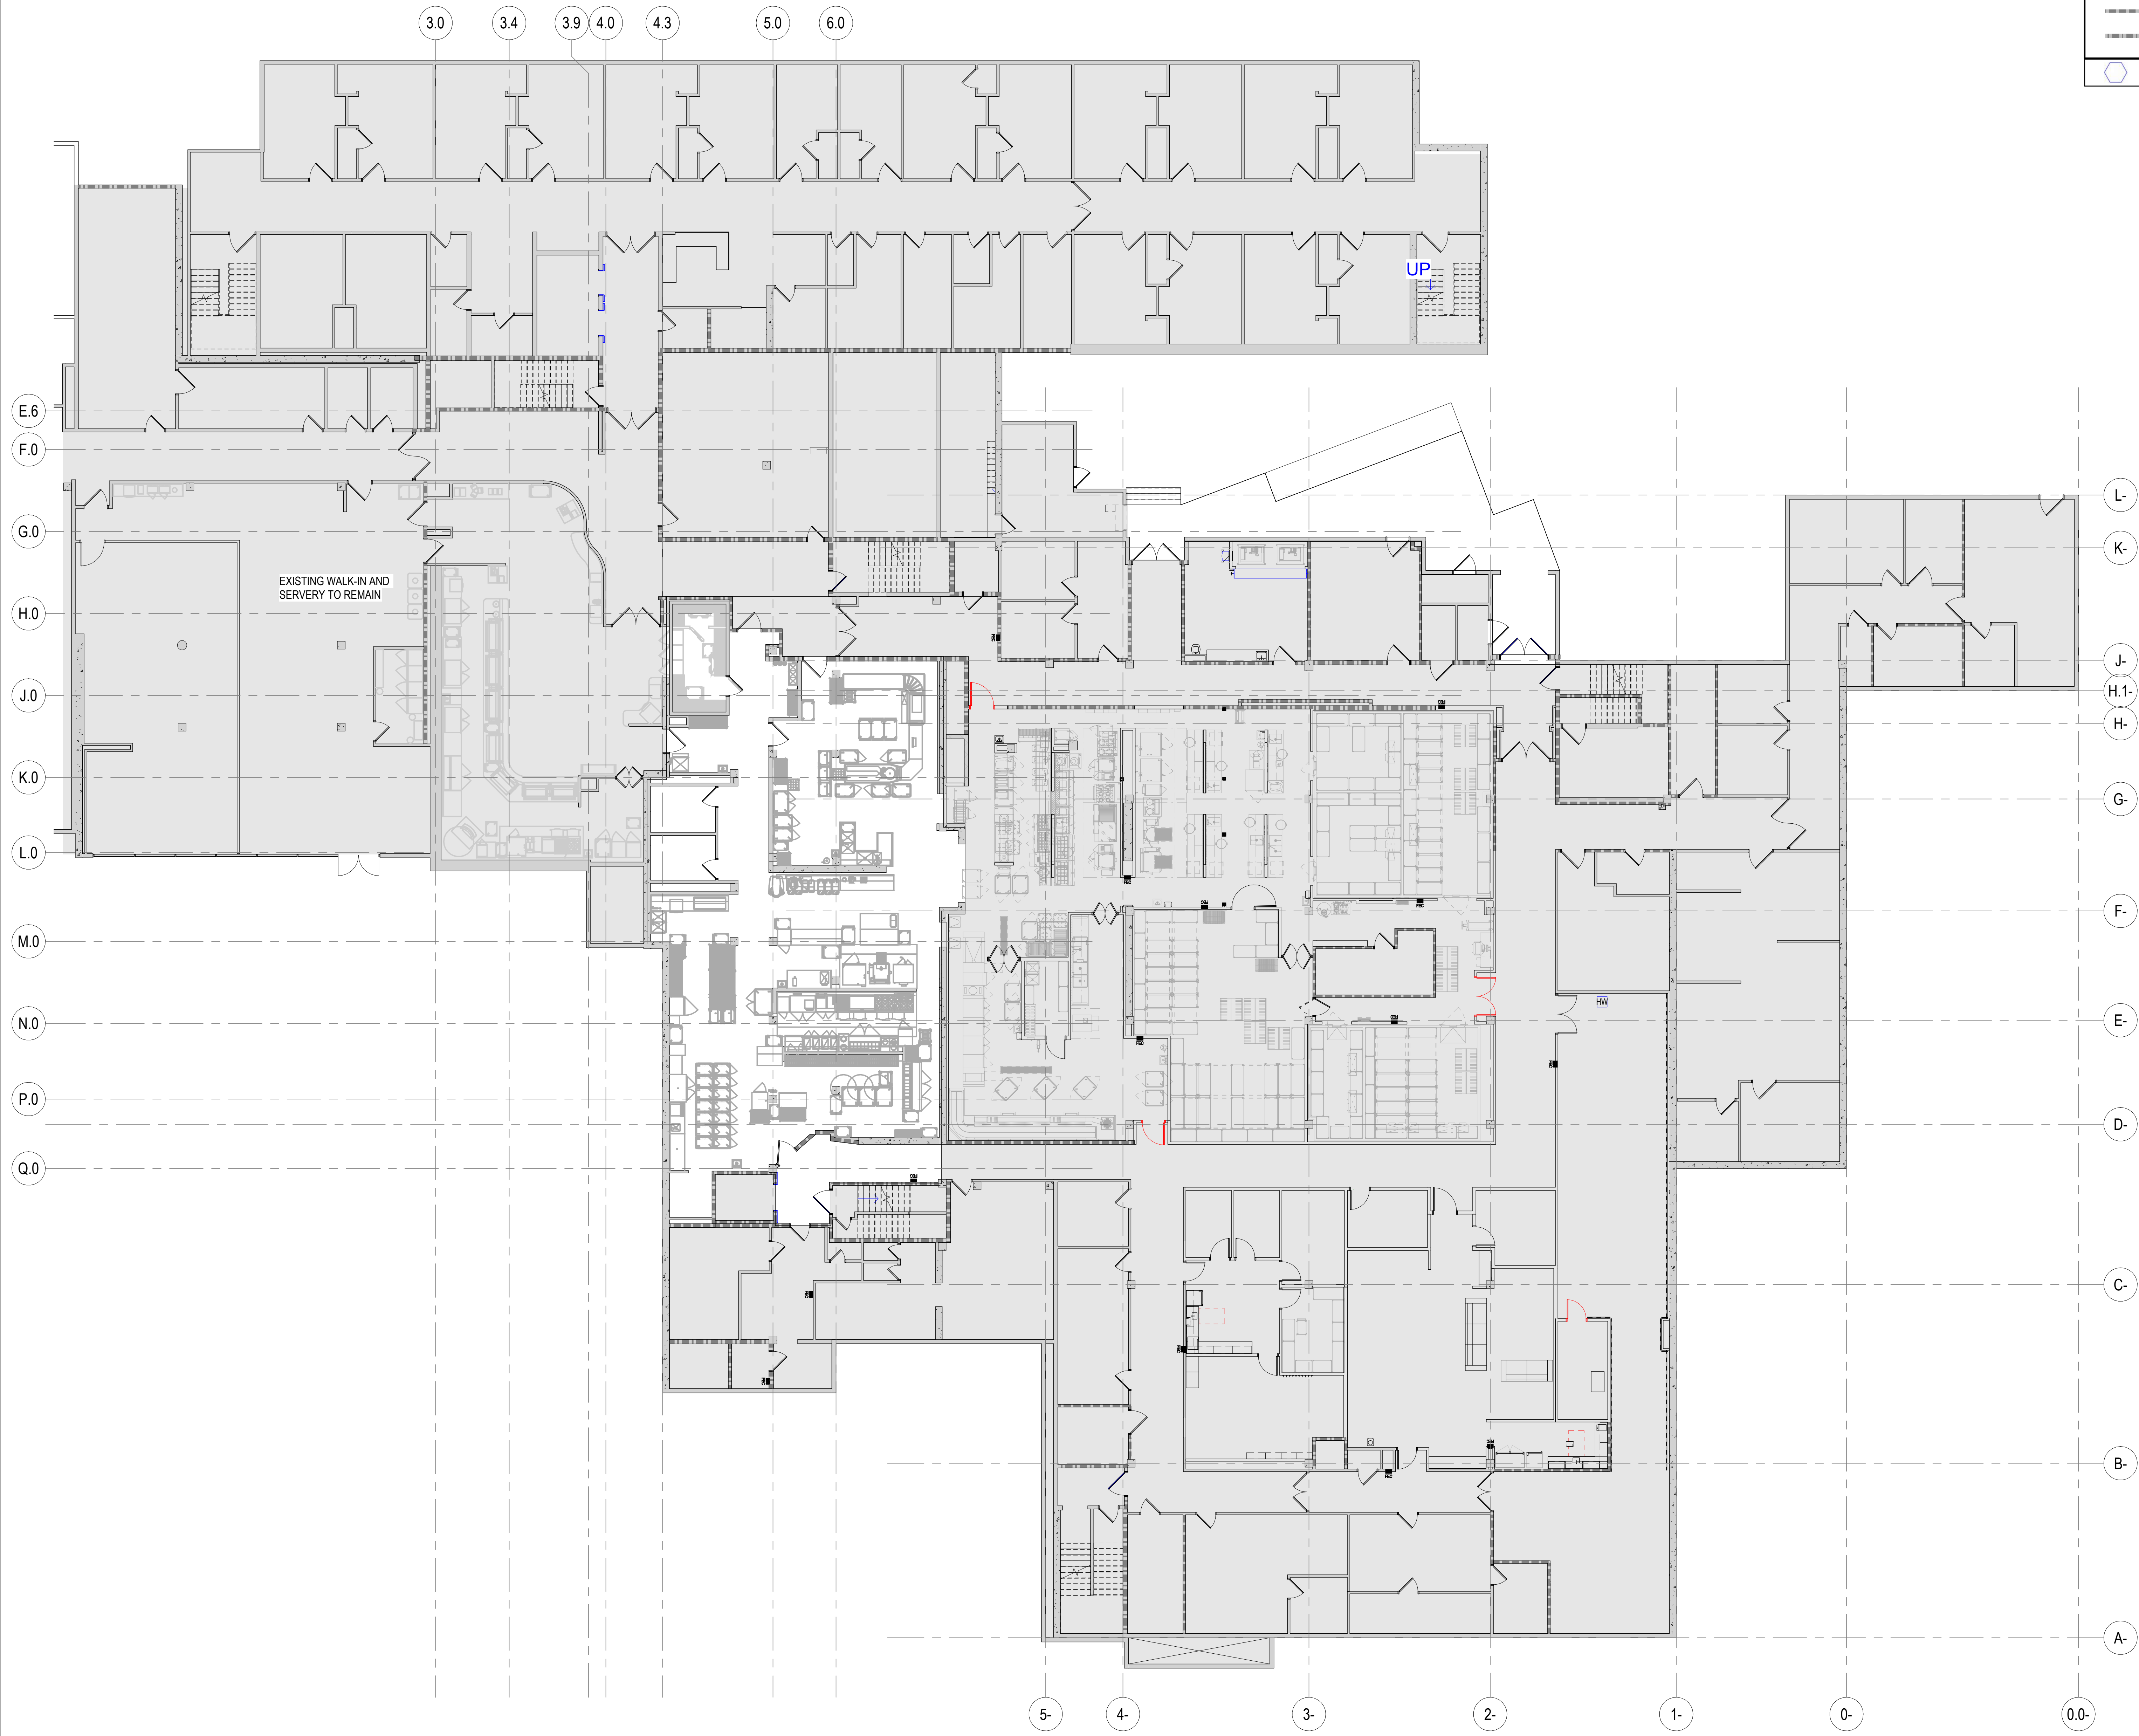 3.0
3.4
3.9
4.0
4.3
5.0
6.0
UP
E.6
F.0
L-
G.0
K-
EXISTING WALK-IN AND
SERVERY TO REMAIN
H.0
J-
J.0
H.1-
H-
K.0
G-
L.0
F-
M.0
HW
N.0
E-
P.0
D-
Q.0
C-
B-
A-
5-
4-
3-
2-
1-
0-
0.0-